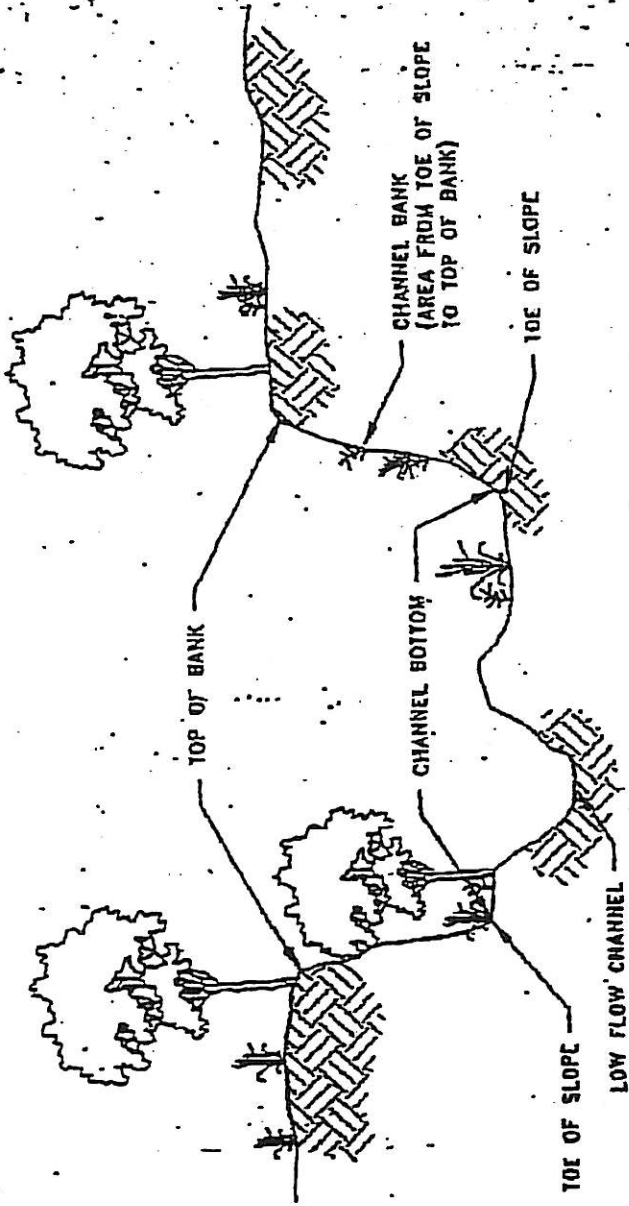 TOP OF BANK
CHANNEL BANK
(AREA FROM TOE OF SLOPE
TO TOP OF BANK)
CHANNEL BOTTOM
TOE OF SLOPE
TOE OF SLOPE
LOW FLOW CHANNEL